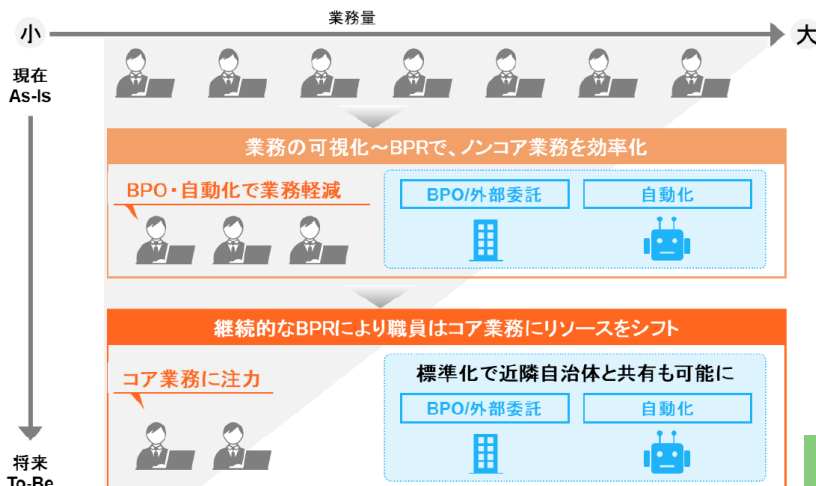 業務量
小
大
現在
As-Is
業務の可視化～BPRで、ノンコア業務を効率化
BPO・自動化で業務軽減
BPO/外部委託
自動化
継続的なBPRにより職員はコア業務にリソースをシフト
コア業務に注力
標準化で近隣自治体と共有も可能に
BPO/外部委託
自動化
将来
To-Be